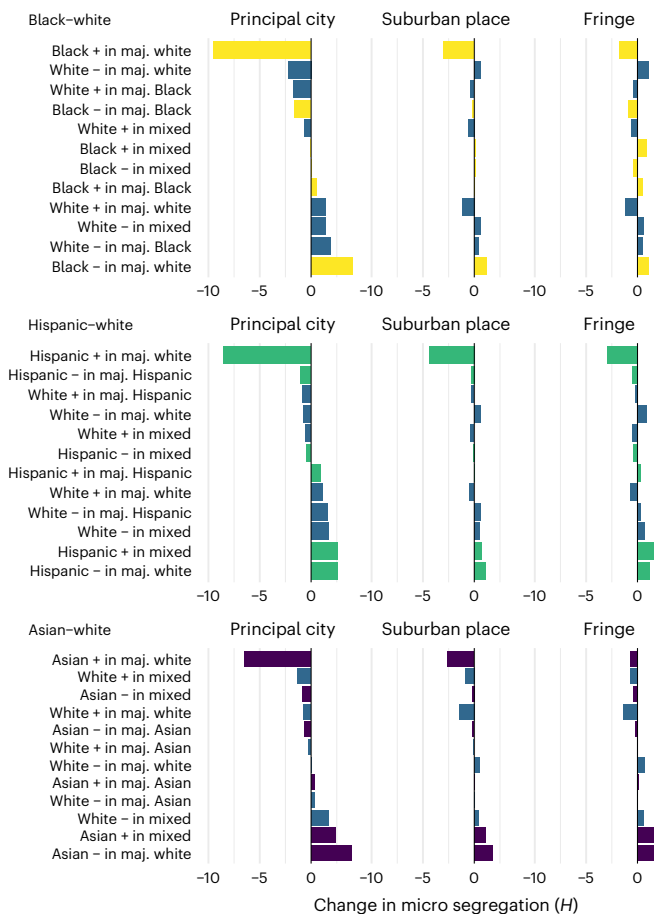 Black–white Principal city Suburban place Fringe
Black + in maj. white
White − in maj. white
White + in maj. Black
Black − in maj. Black
White + in mixed
Black + in mixed
Black − in mixed
Black + in maj. Black
White + in maj. white
White − in mixed
White − in maj. Black
Black − in maj. white
−10 −5 0 −10 −5 0 −10 −5 0
Hispanic–white Principal city Suburban place Fringe
Hispanic + in maj. white
Hispanic − in maj. Hispanic
White + in maj. Hispanic
White − in maj. white
White + in mixed
Hispanic − in mixed
Hispanic + in maj. Hispanic
White + in maj. white
White − in maj. Hispanic
White − in mixed
Hispanic + in mixed
Hispanic − in maj. white
−10 −5 0 −10 −5 0 −10 −5 0
Asian–white Principal city Suburban place Fringe
Asian + in maj. white
White + in mixed
Asian − in mixed
White + in maj. white
Asian − in maj. Asian
White + in maj. Asian
White − in maj. white
Asian + in maj. Asian
White − in maj. Asian
White − in mixed
Asian + in mixed
Asian − in maj. white
−10 −5 0 −10 −5 0 −10 −5 0
Change in micro segregation (H)